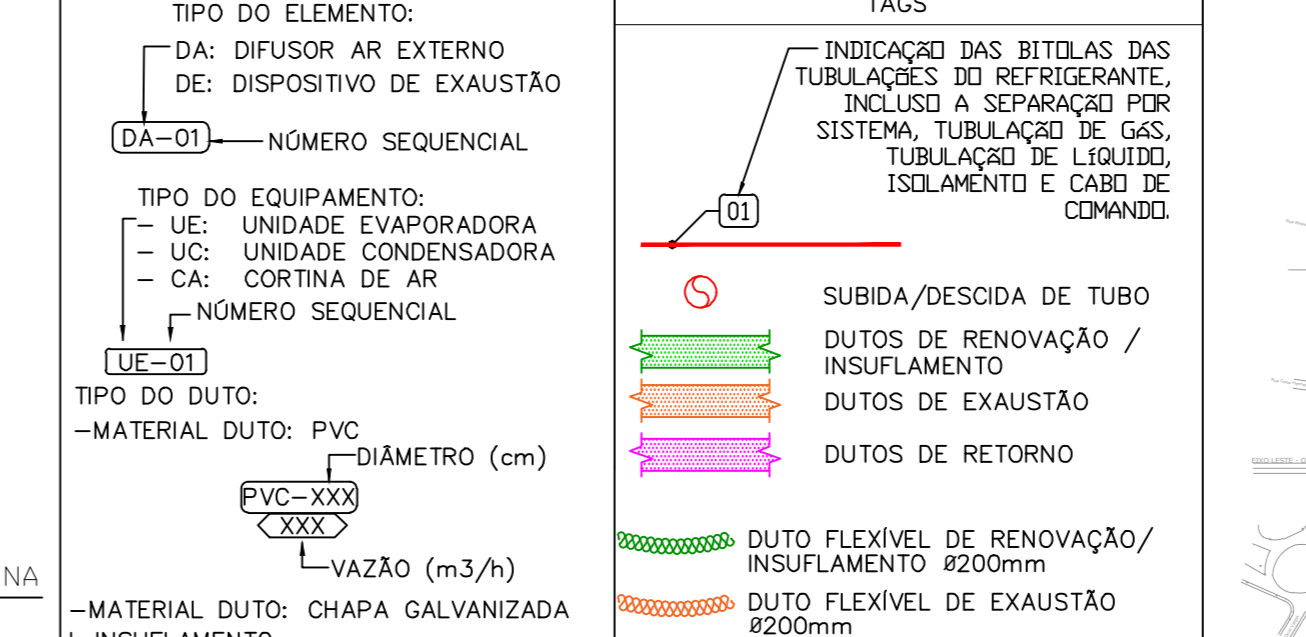 TIPO DO ELEMENTO:
DA: DIFUSOR AR EXTERNO
DE: DISPOSITIVO DE EXAUSTÃO
DA-01
NÚMERO SEQUENCIAL
TIPO DO EQUIPAMENTO:
- UE: UNIDADE EVAPORADORA
- UC: UNIDADE CONDENSADORA
- CA: CORTINA DE AR
NÚMERO SEQUENCIAL
UE-01
TIPO DO DUTO:
-MATERIAL DUTO: PVC
DIÂMETRO (cm)
PVC-XXX
XXX
VAZÃO (m3/h)
-MATERIAL DUTO: CHAPA GALVANIZADA
INSUFLAMENTO
NA
TAGS
INDICAÇÃO DAS BITOLAS DAS
TUBULAÇÕES DO REFRIGERANTE,
INCLUSO A SEPARAÇÃO POR
SISTEMA, TUBULAÇÃO DE GÁS,
TUBULAÇÃO DE LÍQUIDO,
ISOLAMENTO E CABO DE
COMANDO.
01
SUBIDA/DESCIDA DE TUBO
DUTOS DE RENOVAÇÃO /
INSUFLAMENTO
DUTOS DE EXAUSTÃO
DUTOS DE RETORNO
DUTO FLEXÍVEL DE RENOVAÇÃO/
INSUFLAMENTO Ø200mm
DUTO FLEXÍVEL DE EXAUSTÃO
Ø200mm
EIXO LESTE - O